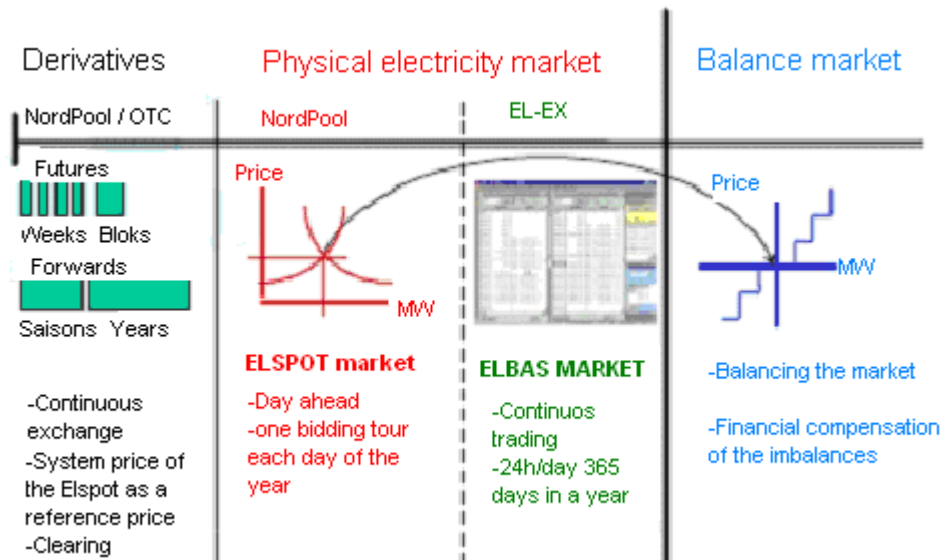 Derivatives
Physical electricity market
Balance market
NordPool / OTC
NordPool
EL-EX
Futures
Weeks Bloks
Forwards
Saisons Years
-Continuous
exchange
-System price of
the Elspot as a
reference price
-Clearing
Price
MW
ELSPOT market
-Day ahead
-one bidding tour
each day of the
year
ELBAS MARKET
-Continuos
trading
-24h/day 365
days in a year
Price
MW
-Balancing the market
-Financial compensation
of the imbalances